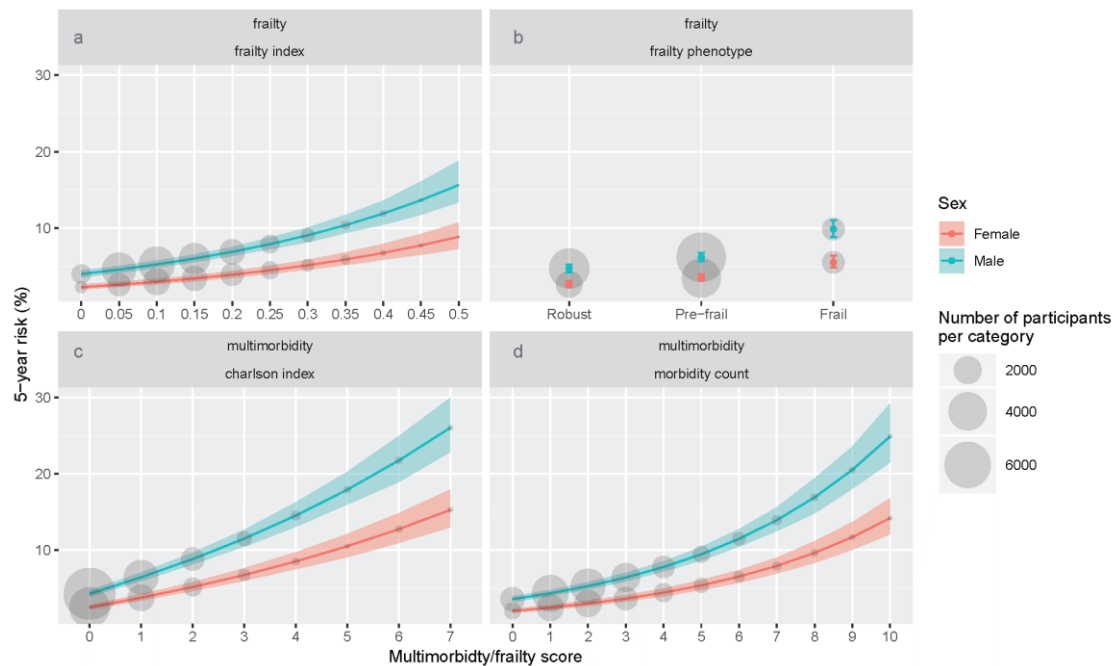 a
frailty
frailty index
b
frailty
frailty phenotype
30
20
10
0 0.05 0.1 0.15 0.2 0.25 0.3 0.35 0.4 0.45 0.5
Robust Pre-frail Frail
c
multimorbidity
charlson index
d
multimorbidity
morbidity count
30
20
10
0 1 2 3 4 5 6 7
0 1 2 3 4 5 6 7 8 9 10
5-year risk (%)
Multimorbidty/frailty score
Sex
Female
Male
Number of participants
per category
2000
4000
6000